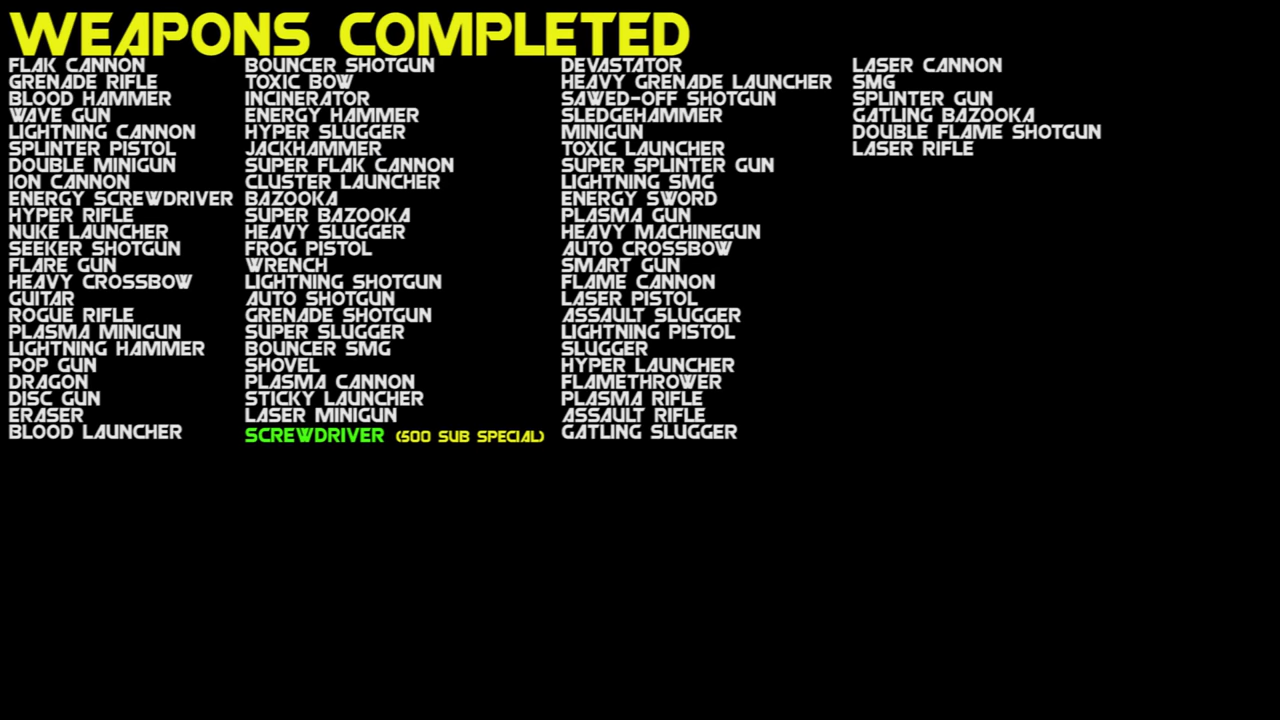 WEAPONS COMPLETED
FLAK CANNON
GRENADE RIFLE
BLOOD HAMMER
WAVE GUN
LIGHTNING CANNON
SPLINTER PISTOL
DOUBLE MINIGUN
ION CANNON
ENERGY SCREWDRIVER
HYPER RIFLE
NUKE LAUNCHER
SEEKER SHOTGUN
FLARE GUN
HEAVY CROSSBOW
GUITAR
ROGUE RIFLE
PLASMA MINIGUN
LIGHTNING HAMMER
POP GUN
DRAGON
DISC GUN
ERASER
BLOOD LAUNCHER
BOUNCER SHOTGUN
TOXIC BOW
INCINERATOR
ENERGY HAMMER
HYPER SLUGGER
JACKHAMMER
SUPER FLAK CANNON
CLUSTER LAUNCHER
BAZOOKA
SUPER BAZOOKA
HEAVY SLUGGER
FROG PISTOL
WRENCH
LIGHTNING SHOTGUN
AUTO SHOTGUN
GRENADE SHOTGUN
SUPER SLUGGER
BOUNCER SMG
SHOVEL
PLASMA CANNON
STICKY LAUNCHER
LASER MINIGUN
SCREWDRIVER (500 SUB SPECIAL)
DEVASTATOR
HEAVY GRENADE LAUNCHER
SAWED-OFF SHOTGUN
SLEDGEHAMMER
MINIGUN
TOXIC LAUNCHER
SUPER SPLINTER GUN
LIGHTNING SMG
ENERGY SWORD
PLASMA GUN
HEAVY MACHINEGUN
AUTO CROSSBOW
SMART GUN
FLAME CANNON
LASER PISTOL
ASSAULT SLUGGER
LIGHTNING PISTOL
SLUGGER
HYPER LAUNCHER
FLAMETHROWER
PLASMA RIFLE
ASSAULT RIFLE
GATLING SLUGGER
LASER CANNON
SMG
SPLINTER GUN
GATLING BAZOOKA
DOUBLE FLAME SHOTGUN
LASER RIFLE